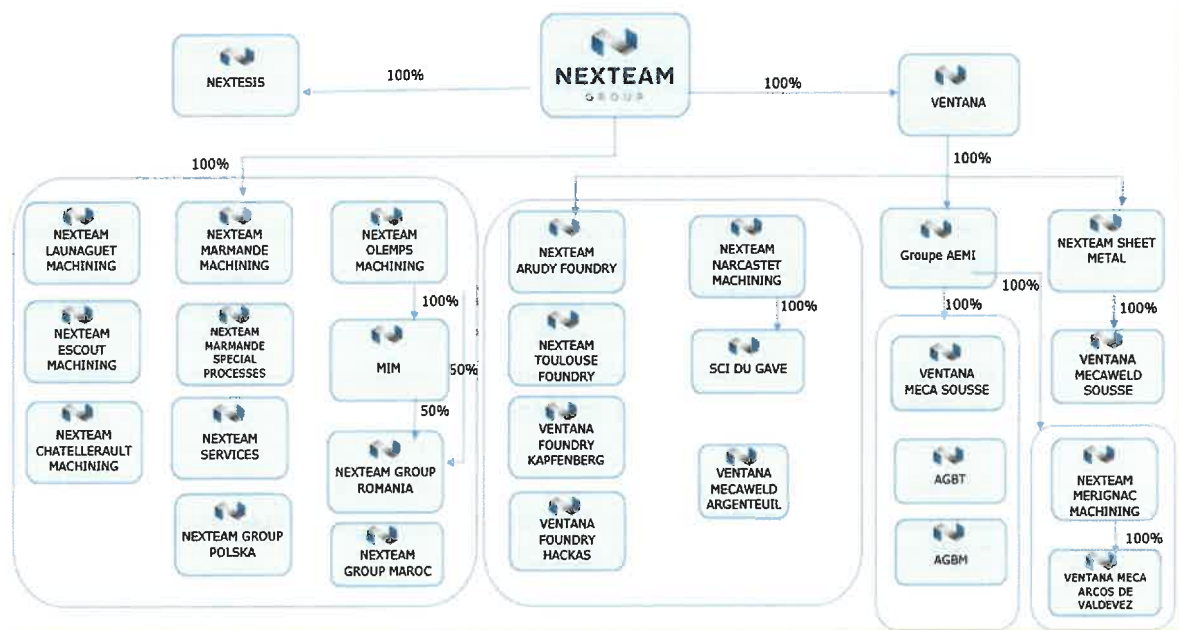 NEXTESIS
100%
NEXTEAM
GROUP
100%
VENTANA
100%
100%
NEXTEAM
LAUNAGUET
MACHINING
NEXTEAM
MARMANDE
MACHINING
NEXTEAM
OLEMPS
MACHINING
NEXTEAM
ARUDY FOUNDRY
NEXTEAM
NARCASTET
MACHINING
Groupe AEMI
NEXTEAM SHEET
METAL
100%
100%
100%
100%
100%
NEXTEAM
ESCOUT
MACHINING
NEXTEAM
MARMANDE
SPECIAL
PROCESSES
MIM
50%
NEXTEAM
TOULOUSE
FOUNDRY
SCI DU GAVE
VENTANA
MECA SOUSSE
VENTANA
MECAWELD
SOUSSE
50%
NEXTEAM
CHATELLERAULT
MACHINING
NEXTEAM
SERVICES
NEXTEAM GROUP
ROMANIA
VENTANA
FOUNDRY
KAPFENBERG
VENTANA
MECAWELD
ARGENTEUIL
AGBT
NEXTEAM
MERIGNAC
MACHINING
NEXTEAM GROUP
POLSKA
NEXTEAM
GROUP MAROC
VENTANA
FOUNDRY
HACKAS
AGBM
100%
VENTANA MECA
ARCOS DE
VALDEVEZ